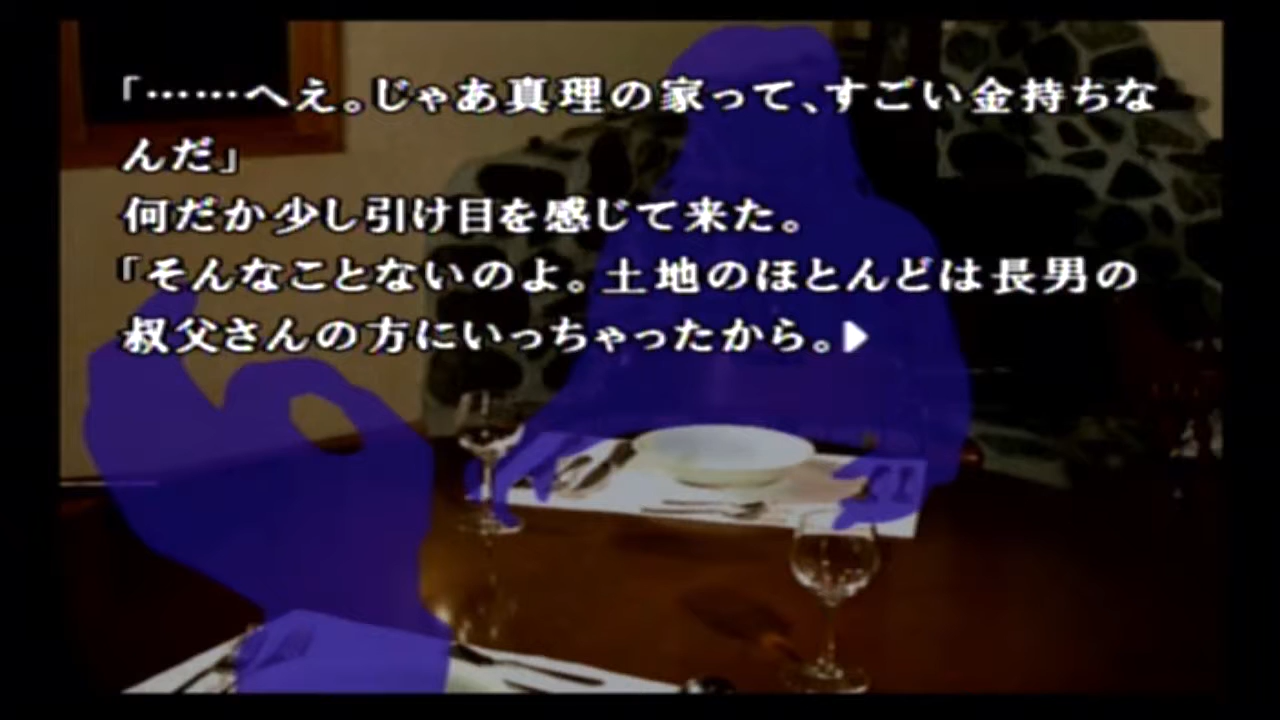 「……へえ。じゃあ真理の家って、すごい金持ちな
んだ」
何だか少し引け目を感じて来た。
「そんなことないのよ。土地のほとんどは長男の
叔父さんの方にいっちゃったから。